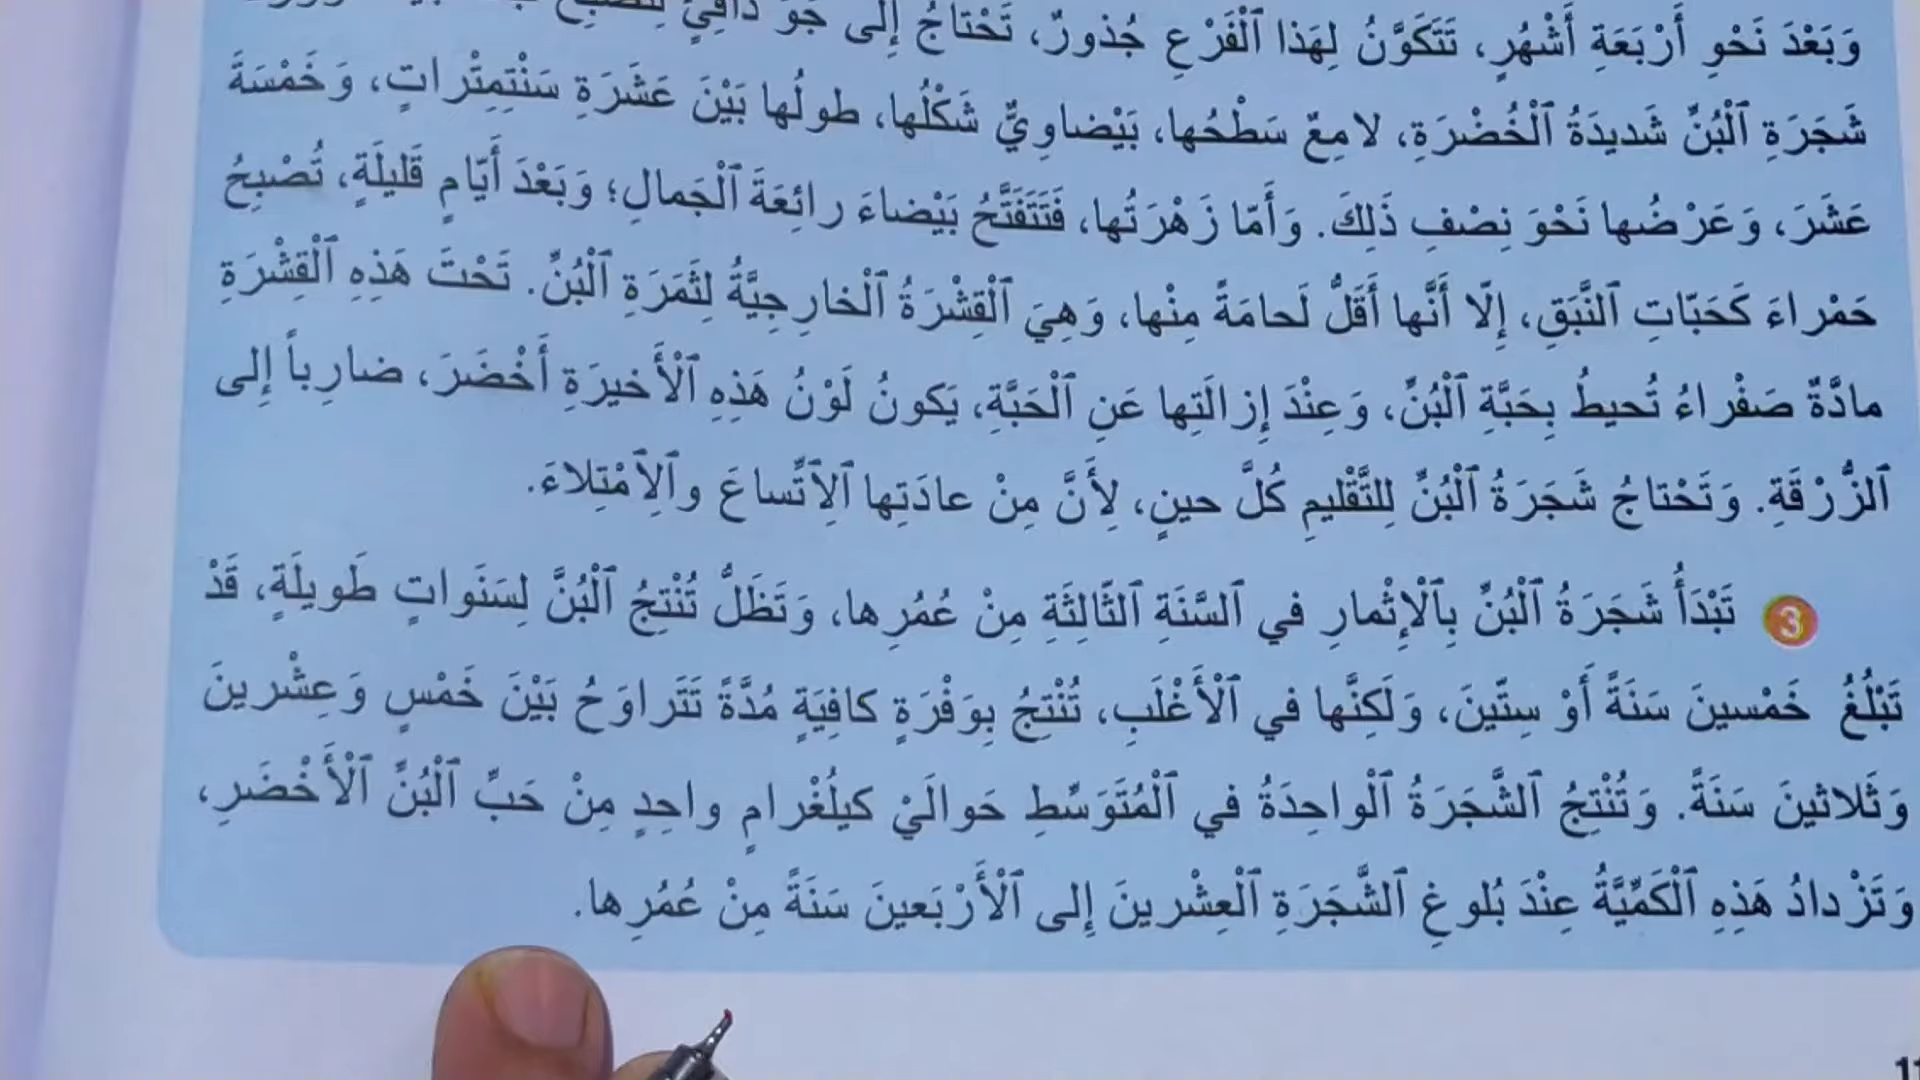 وَبَعْدَ نَحْوِ أَرْبَعَةِ أَشْهُرٍ، تَتَكَوَّنُ لِهَذا ٱلْفَرْعِ جُذورٌ، تَحْتاجُ إِلى جَوٍّ دافِئٍ
شَجَرَةِ ٱلْبُنِّ شَديدَةُ ٱلْخُضْرَةِ، لامِعٌ سَطْحُها، بَيْضاوِيٌّ شَكْلُها، طولُها بَيْنَ عَشَرَةِ سَنْتِمِتْراتٍ، وَخَمْسَةَ
عَشَرَ، وَعَرْضُها نَحْوَ نِصْفِ ذَلِكَ. وَأَمّا زَهْرَتُها، فَتَتَفَتَّحُ بَيْضاءَ رائِعَةَ ٱلْجَمالِ؛ وَبَعْدَ أَيّامٍ قَليلَةٍ، تُصْبِحُ
حَمْراءَ كَحَبّاتِ ٱلنَّبَقِ، إِلّا أَنَّها أَقَلُّ لَحامَةً مِنْها، وَهِيَ ٱلْقِشْرَةُ ٱلْخارِجِيَّةُ لِثَمَرَةِ ٱلْبُنِّ. تَحْتَ هَذِهِ ٱلْقِشْرَةِ
مادَّةٌ صَفْراءُ تُحيطُ بِحَبَّةِ ٱلْبُنِّ، وَعِنْدَ إِزالَتِها عَنِ ٱلْحَبَّةِ، يَكونُ لَوْنُ هَذِهِ ٱلْأَخيرَةِ أَخْضَرَ، ضارِباً إِلى
ٱلزُّرْقَةِ. وَتَحْتاجُ شَجَرَةُ ٱلْبُنِّ لِلتَّقْليمِ كُلَّ حينٍ، لِأَنَّ مِنْ عادَتِها ٱلِٱتِّساعَ وٱلِٱمْتِلاءَ.
3 تَبْدَأُ شَجَرَةُ ٱلْبُنِّ بِٱلْإِثْمارِ في ٱلسَّنَةِ ٱلثّالِثَةِ مِنْ عُمُرِها، وَتَظَلُّ تُنْتِجُ ٱلْبُنَّ لِسَنَواتٍ طَويلَةٍ، قَدْ
تَبْلُغُ خَمْسينَ سَنَةً أَوْ سِتّينَ، وَلَكِنَّها في ٱلْأَغْلَبِ، تُنْتِجُ بِوَفْرَةٍ كافِيَةٍ مُدَّةً تَتَراوَحُ بَيْنَ خَمْسٍ وَعِشْرينَ
وَثَلاثينَ سَنَةً. وَتُنْتِجُ ٱلشَّجَرَةُ ٱلْواحِدَةُ في ٱلْمُتَوَسِّطِ حَوالَيْ كيلُغْرامٍ واحِدٍ مِنْ حَبِّ ٱلْبُنِّ ٱلْأَخْضَرِ،
وَتَزْدادُ هَذِهِ ٱلْكَمِّيَّةُ عِنْدَ بُلوغِ ٱلشَّجَرَةِ ٱلْعِشْرينَ إِلى ٱلْأَرْبَعينَ سَنَةً مِنْ عُمُرِها.